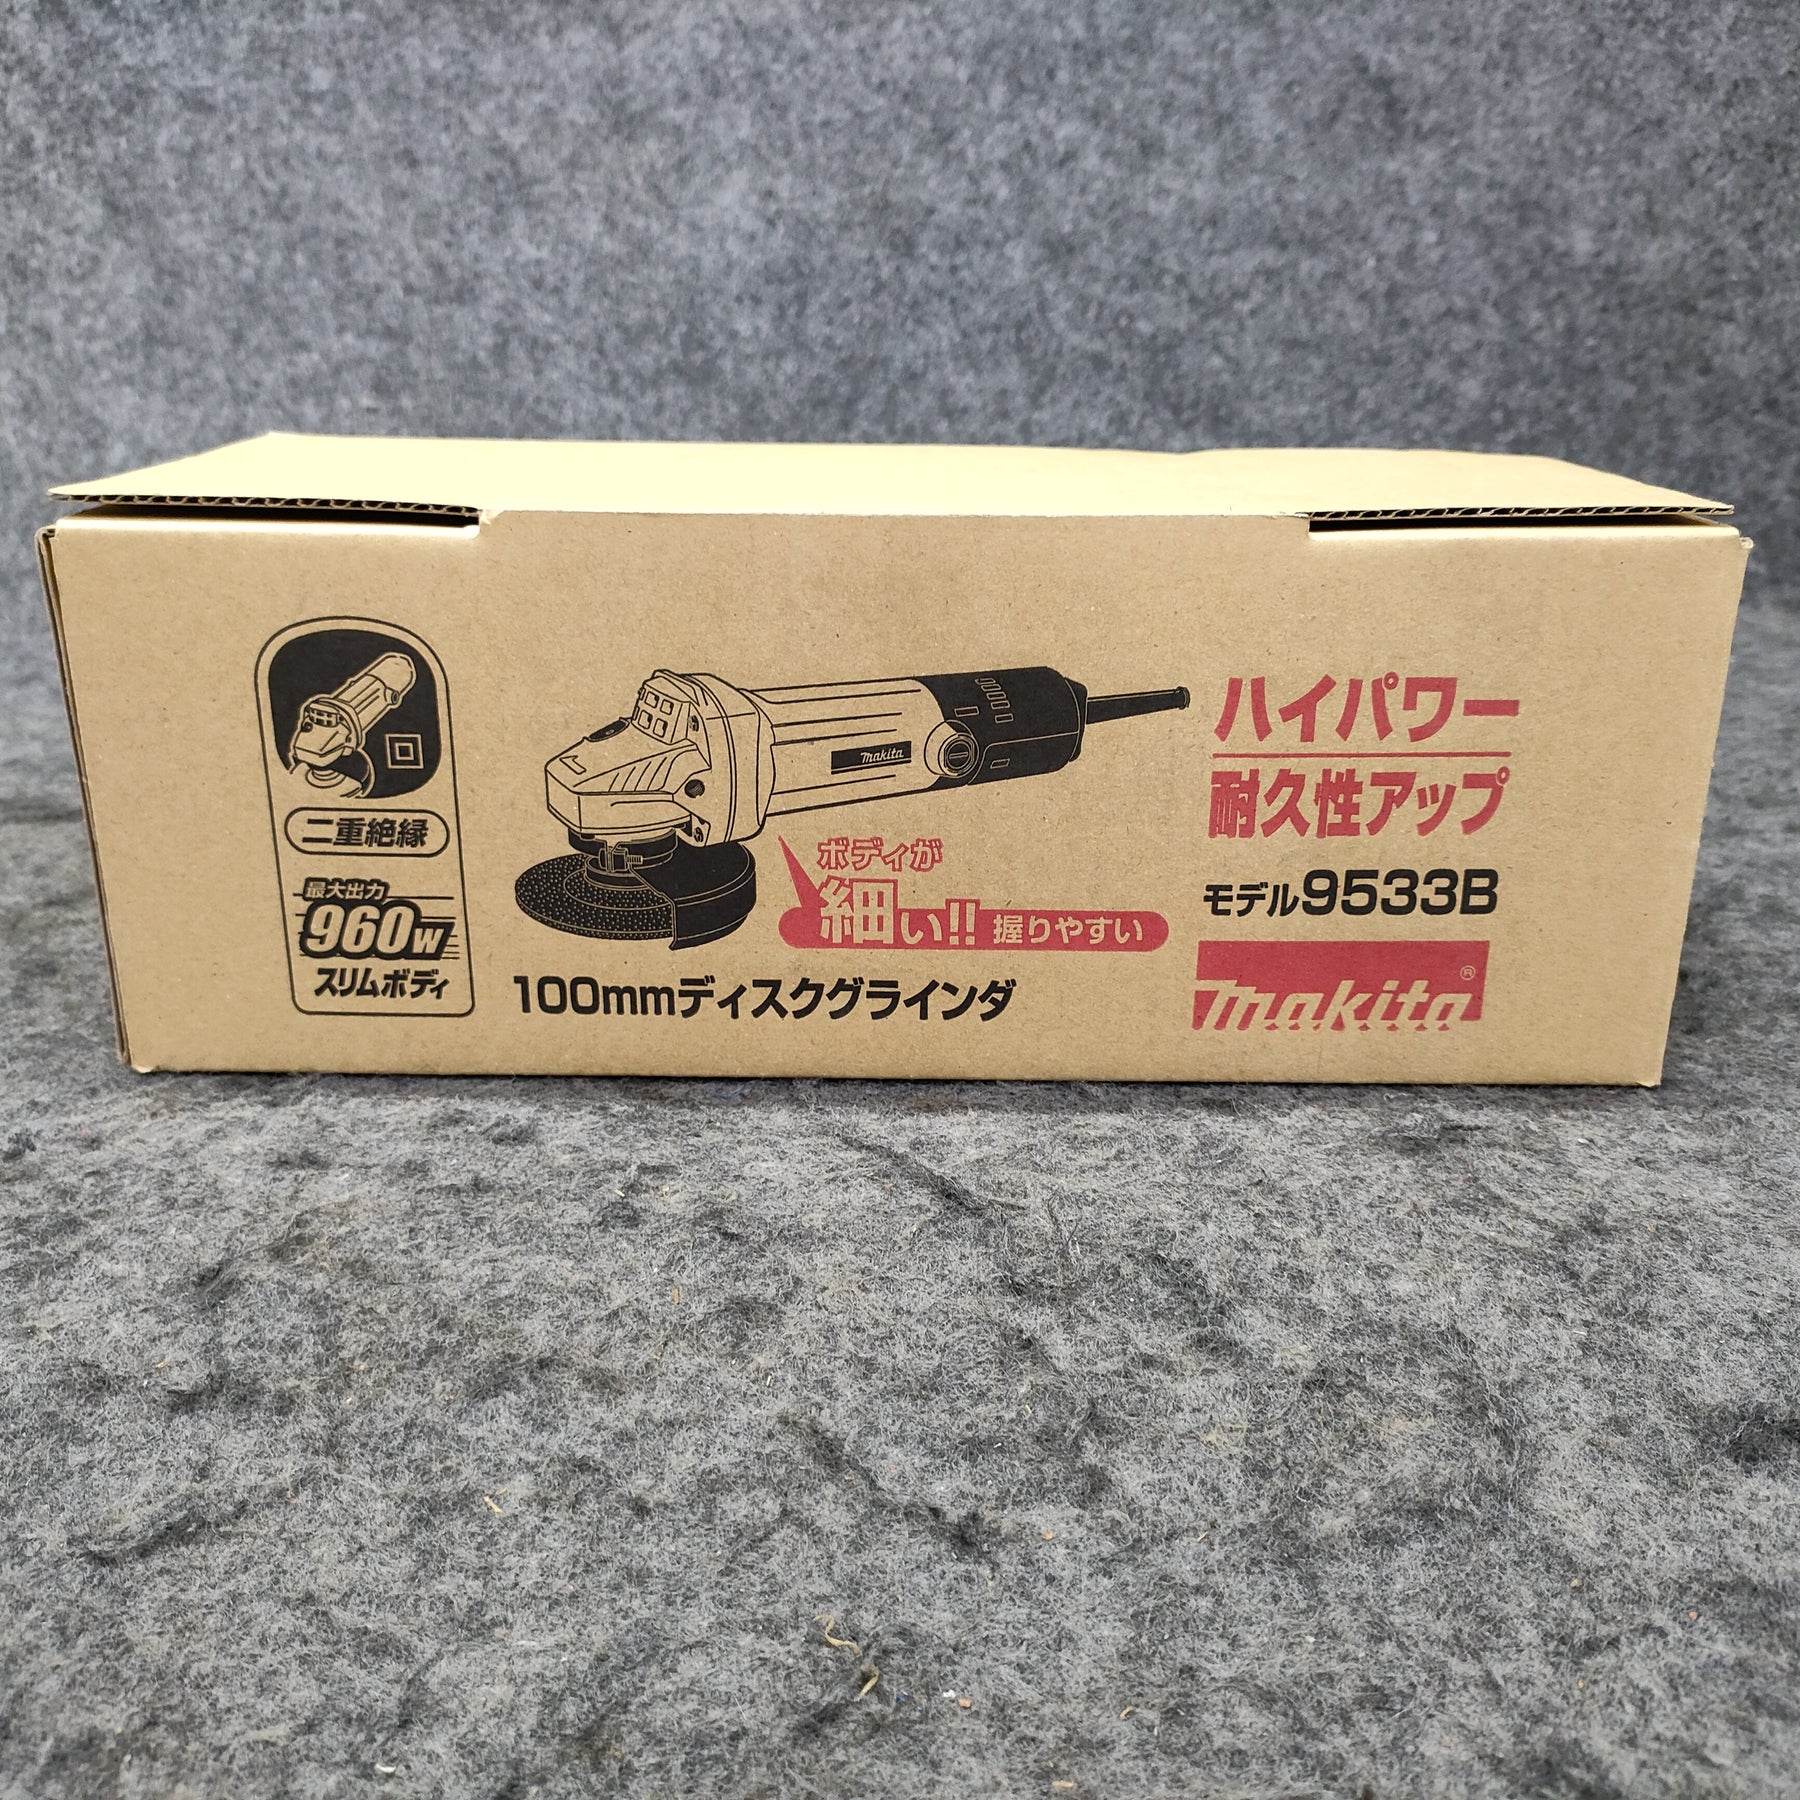 二重絶縁
最大出力
960W
スリムボディ
makita
ボディが
細い!! 握りやすい
100mmディスクグラインダ
ハイパワー
耐久性アップ
モデル9533B
makita®